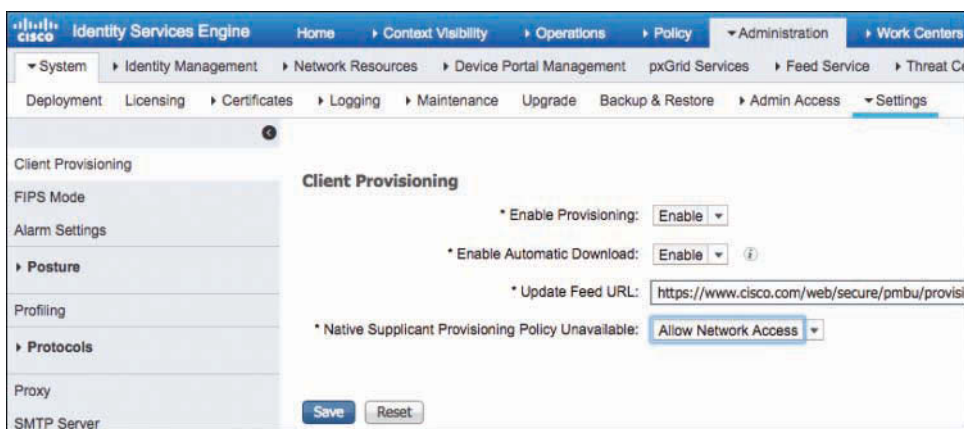 cisco Identity Services Engine Home Context Visibility Operations Policy Administration Work Centers
System Identity Management Network Resources Device Portal Management pxGrid Services Feed Service Threat Ce
Deployment Licensing Certificates Logging Maintenance Upgrade Backup & Restore Admin Access Settings
Client Provisioning
FIPS Mode
Alarm Settings
Posture
Profiling
Protocols
Proxy
SMTP Server
Client Provisioning
* Enable Provisioning: Enable
* Enable Automatic Download: Enable i
* Update Feed URL: https://www.cisco.com/web/secure/pmbu/provisi
* Native Supplicant Provisioning Policy Unavailable: Allow Network Access
Save Reset